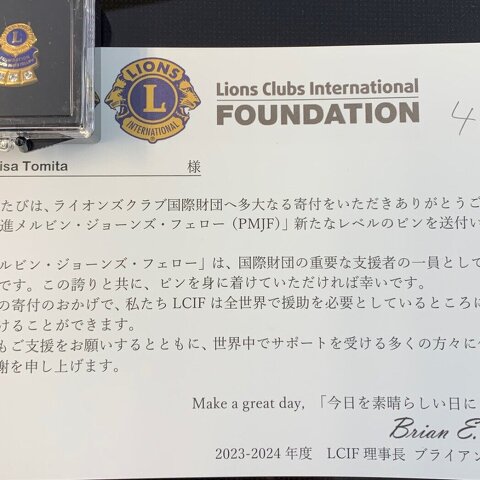 LIONS
L
INTERNATIONAL
Lions Clubs International
FOUNDATION
4
isa Tomita 様
たびは、ライオンズクラブ国際財団へ多大なる寄付をいただきありがとうご
進メルビン・ジョーンズ・フェロー（PMJF）」新たなレベルのピンを送付い
ルビン・ジョーンズ・フェロー」は、国際財団の重要な支援者の一員として
です。この誇りと共に、ピンを身に着けていただければ幸いです。
の寄付のおかげで、私たち LCIF は全世界で援助を必要としているところに
けることができます。
もご支援をお願いするとともに、世界中でサポートを受ける多くの方々に
謝を申し上げます。
Make a great day, 「今日を素晴らしい日に
Brian E.
2023-2024 年度 LCIF 理事長 ブライアン